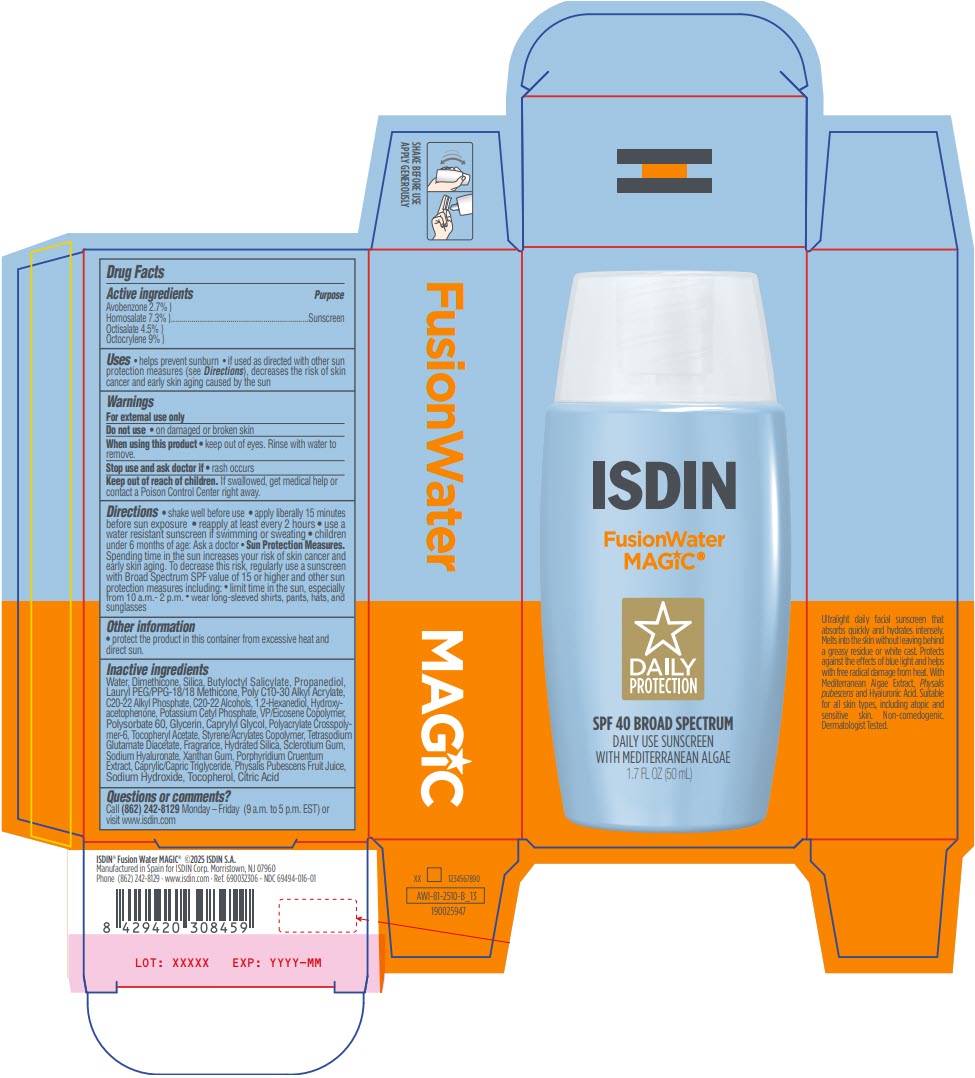 SHAKE BEFORE USE
APPLY GENEROUSLY
Drug Facts
Active ingredients Purpose
Avobenzone 2.7% }
Homosalate 7.3% }......Sunscreen
Octisalate 4.5% }
Octocrylene 9% }
Uses • helps prevent sunburn • if used as directed with other sun
protection measures (see Directions), decreases the risk of skin
cancer and early skin aging caused by the sun
Warnings
For external use only
Do not use • on damaged or broken skin
When using this product • keep out of eyes. Rinse with water to
remove.
Stop use and ask doctor if • rash occurs
Keep out of reach of children. If swallowed, get medical help or
contact a Poison Control Center right away.
Directions • shake well before use • apply liberally 15 minutes
before sun exposure • reapply at least every 2 hours • use a
water resistant sunscreen if swimming or sweating • children
under 6 months of age: Ask a doctor • Sun Protection Measures.
Spending time in the sun increases your risk of skin cancer and
early skin aging. To decrease this risk, regularly use a sunscreen
with Broad Spectrum SPF value of 15 or higher and other sun
protection measures including: • limit time in the sun, especially
from 10 a.m.- 2 p.m. • wear long-sleeved shirts, pants, hats, and
sunglasses
Other information
• protect the product in this container from excessive heat and
direct sun.
Inactive ingredients
Water, Dimethicone, Silica, Butyloctyl Salicylate, Propanediol,
Lauryl PEG/PPG-18/18 Methicone, Poly C10-30 Alkyl Acrylate,
C20-22 Alkyl Phosphate, C20-22 Alcohols, 1,2-Hexanediol, Hydroxy-
acetophenone, Potassium Cetyl Phosphate, VP/Eicosene Copolymer,
Polysorbate 60, Glycerin, Caprylyl Glycol, Polyacrylate Crosspoly-
mer-6, Tocopheryl Acetate, Styrene/Acrylates Copolymer, Tetrasodium
Glutamate Diacetate, Fragrance, Hydrated Silica, Sclerotium Gum,
Sodium Hyaluronate, Xanthan Gum, Porphyridium Cruentum
Extract, Caprylic/Capric Triglyceride, Physalis Pubescens Fruit Juice,
Sodium Hydroxide, Tocopherol, Citric Acid
Questions or comments?
Call (862) 242-8129 Monday – Friday (9 a.m. to 5 p.m. EST) or
visit www.isdin.com
ISDIN® Fusion Water MAGIC® ©2025 ISDIN S.A.
Manufactured in Spain for ISDIN Corp. Morristown, NJ 07960
Phone (862) 242-8129 · www.isdin.com · Ref. 690032306 - NDC 69494-016-01
8 429420 308459
LOT: XXXXX EXP: YYYY-MM
FusionWater MAGIC
XX 1234567890
AWI-81-2510-B_13
190025947
ISDIN
FusionWater
MAGIC®
DAILY
PROTECTION
SPF 40 BROAD SPECTRUM
DAILY USE SUNSCREEN
WITH MEDITERRANEAN ALGAE
1.7 FL OZ (50 mL)
Ultralight daily facial sunscreen that
absorbs quickly and hydrates intensely.
Melts into the skin without leaving behind
a greasy residue or white cast. Protects
against the effects of blue light and helps
with free radical damage from heat. With
Mediterranean Algae Extract, Physalis
pubescens and Hyaluronic Acid. Suitable
for all skin types, including atopic and
sensitive skin. Non-comedogenic.
Dermatologist Tested.